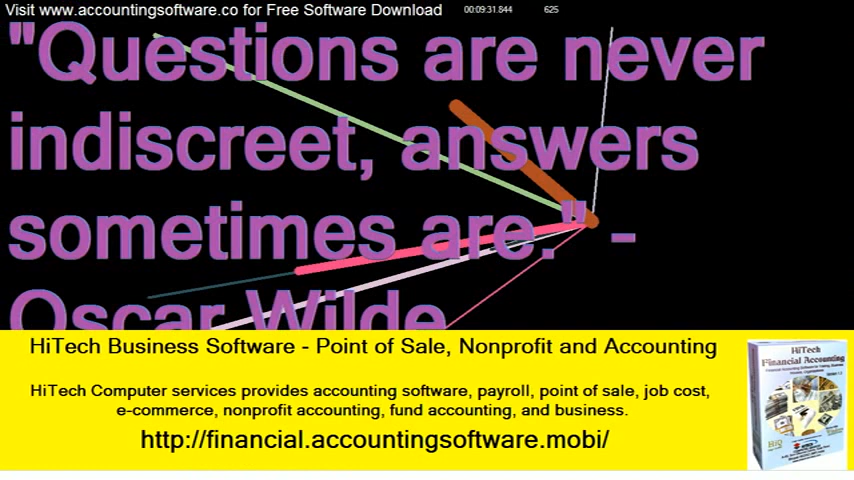 Visit www.accountingsoftware.co for Free Software Download
00:09:31.844
625
"Questions are never
indiscreet, answers
sometimes are." -
Oscar Wilde
HiTech Business Software - Point of Sale, Nonprofit and Accounting
HiTech Computer services provides accounting software, payroll, point of sale, job cost,
e-commerce, nonprofit accounting, fund accounting, and business.
http://financial.accountingsoftware.mobi/
HiTech
Financial Accounting